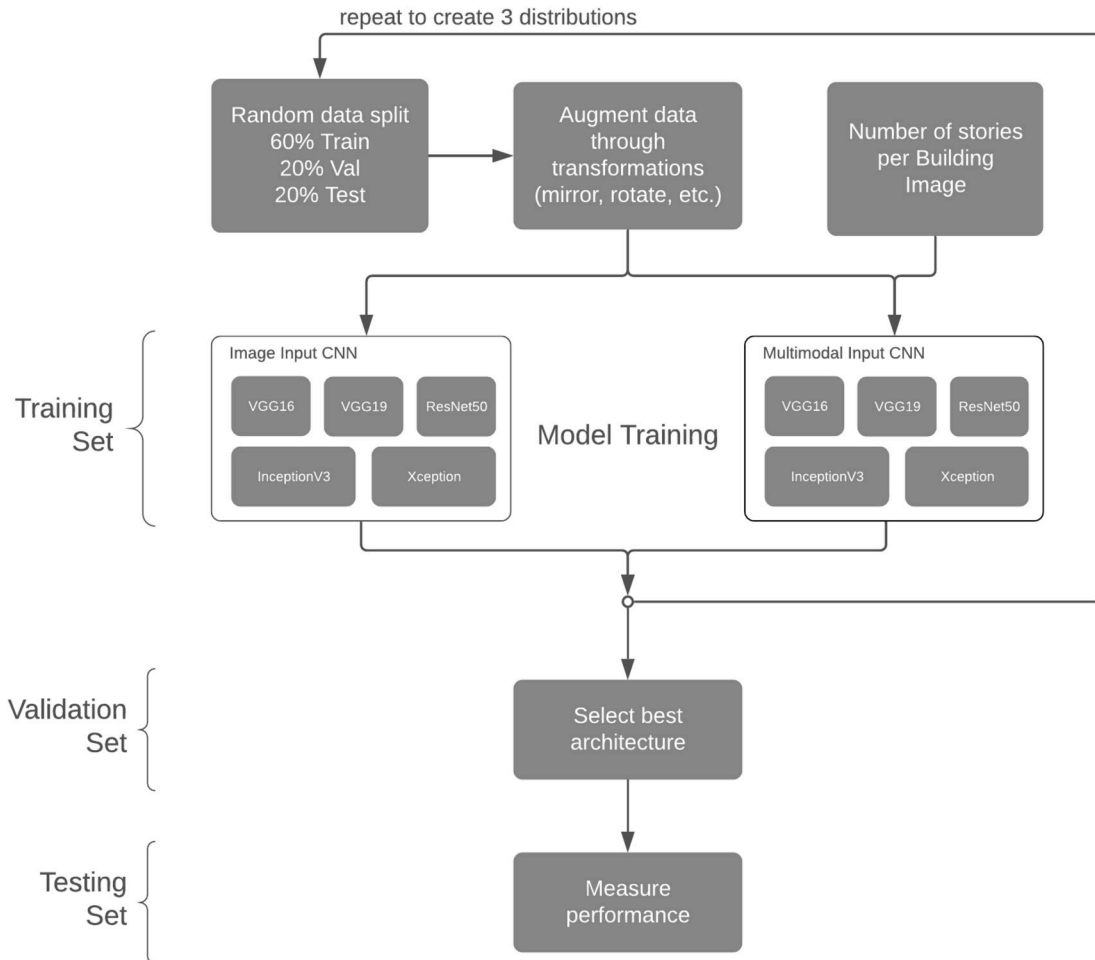 repeat to create 3 distributions
Random data split
60% Train
20% Val
20% Test
Augment data
through
transformations
(mirror, rotate, etc.)
Number of stories
per Building
Image
Training
Set
Image Input CNN
VGG16
VGG19
ResNet50
InceptionV3
Xception
Model Training
Multimodal Input CNN
VGG16
VGG19
ResNet50
InceptionV3
Xception
Validation
Set
Select best
architecture
Testing
Set
Measure
performance